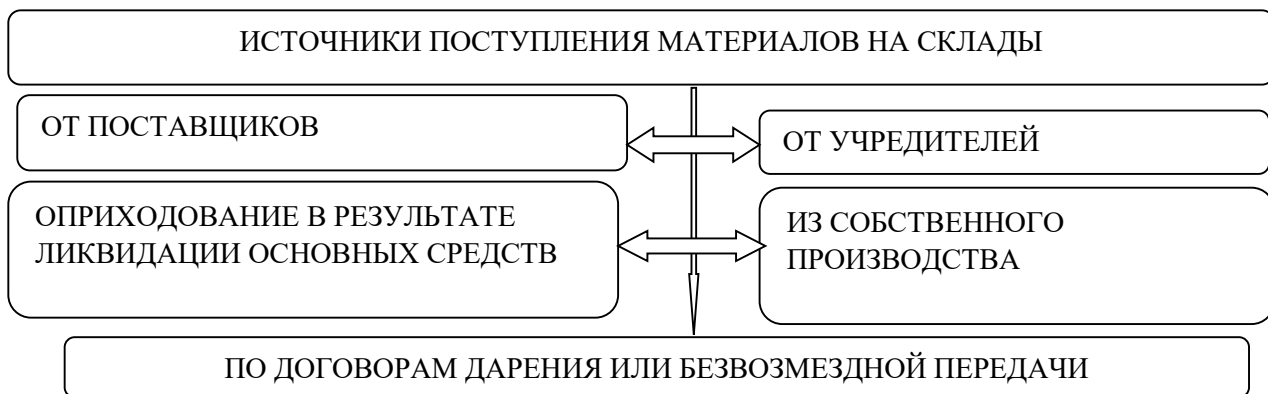 ИСТОЧНИКИ ПОСТУПЛЕНИЯ МАТЕРИАЛОВ НА СКЛАДЫ
ОТ ПОСТАВЩИКОВ
ОТ УЧРЕДИТЕЛЕЙ
ОПРИХОДОВАНИЕ В РЕЗУЛЬТАТЕ
ЛИКВИДАЦИИ ОСНОВНЫХ СРЕДСТВ
ИЗ СОБСТВЕННОГО
ПРОИЗВОДСТВА
ПО ДОГОВОРАМ ДАРЕНИЯ ИЛИ БЕЗВОЗМЕЗДНОЙ ПЕРЕДАЧИ